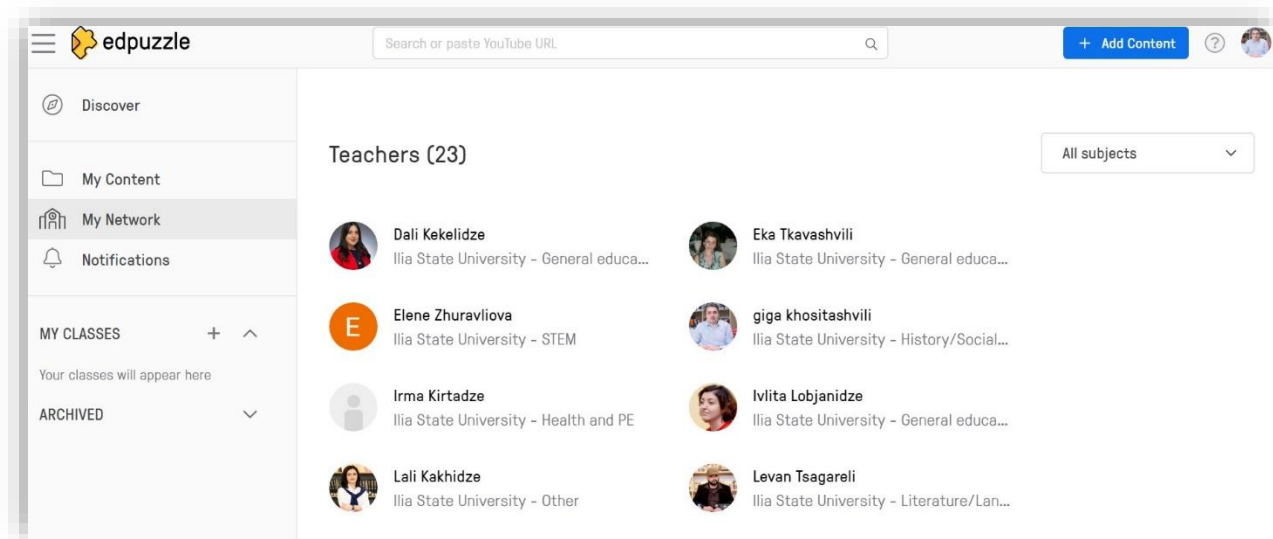 edpuzzle
Search or paste YouTube URL
+ Add Content
?
Discover
My Content
My Network
Notifications
MY CLASSES +
Your classes will appear here
ARCHIVED
Teachers (23)
All subjects
Dali Kekelidze
Ilia State University - General educa...
Eka Tkavashvili
Ilia State University - General educa...
E
Elene Zhuravliova
Ilia State University - STEM
giga khositashvili
Ilia State University - History/Social...
Irma Kirtadze
Ilia State University - Health and PE
Ivlita Lobjanidze
Ilia State University - General educa...
Lali Kakhidze
Ilia State University - Other
Levan Tsagareli
Ilia State University - Literature/Lan...